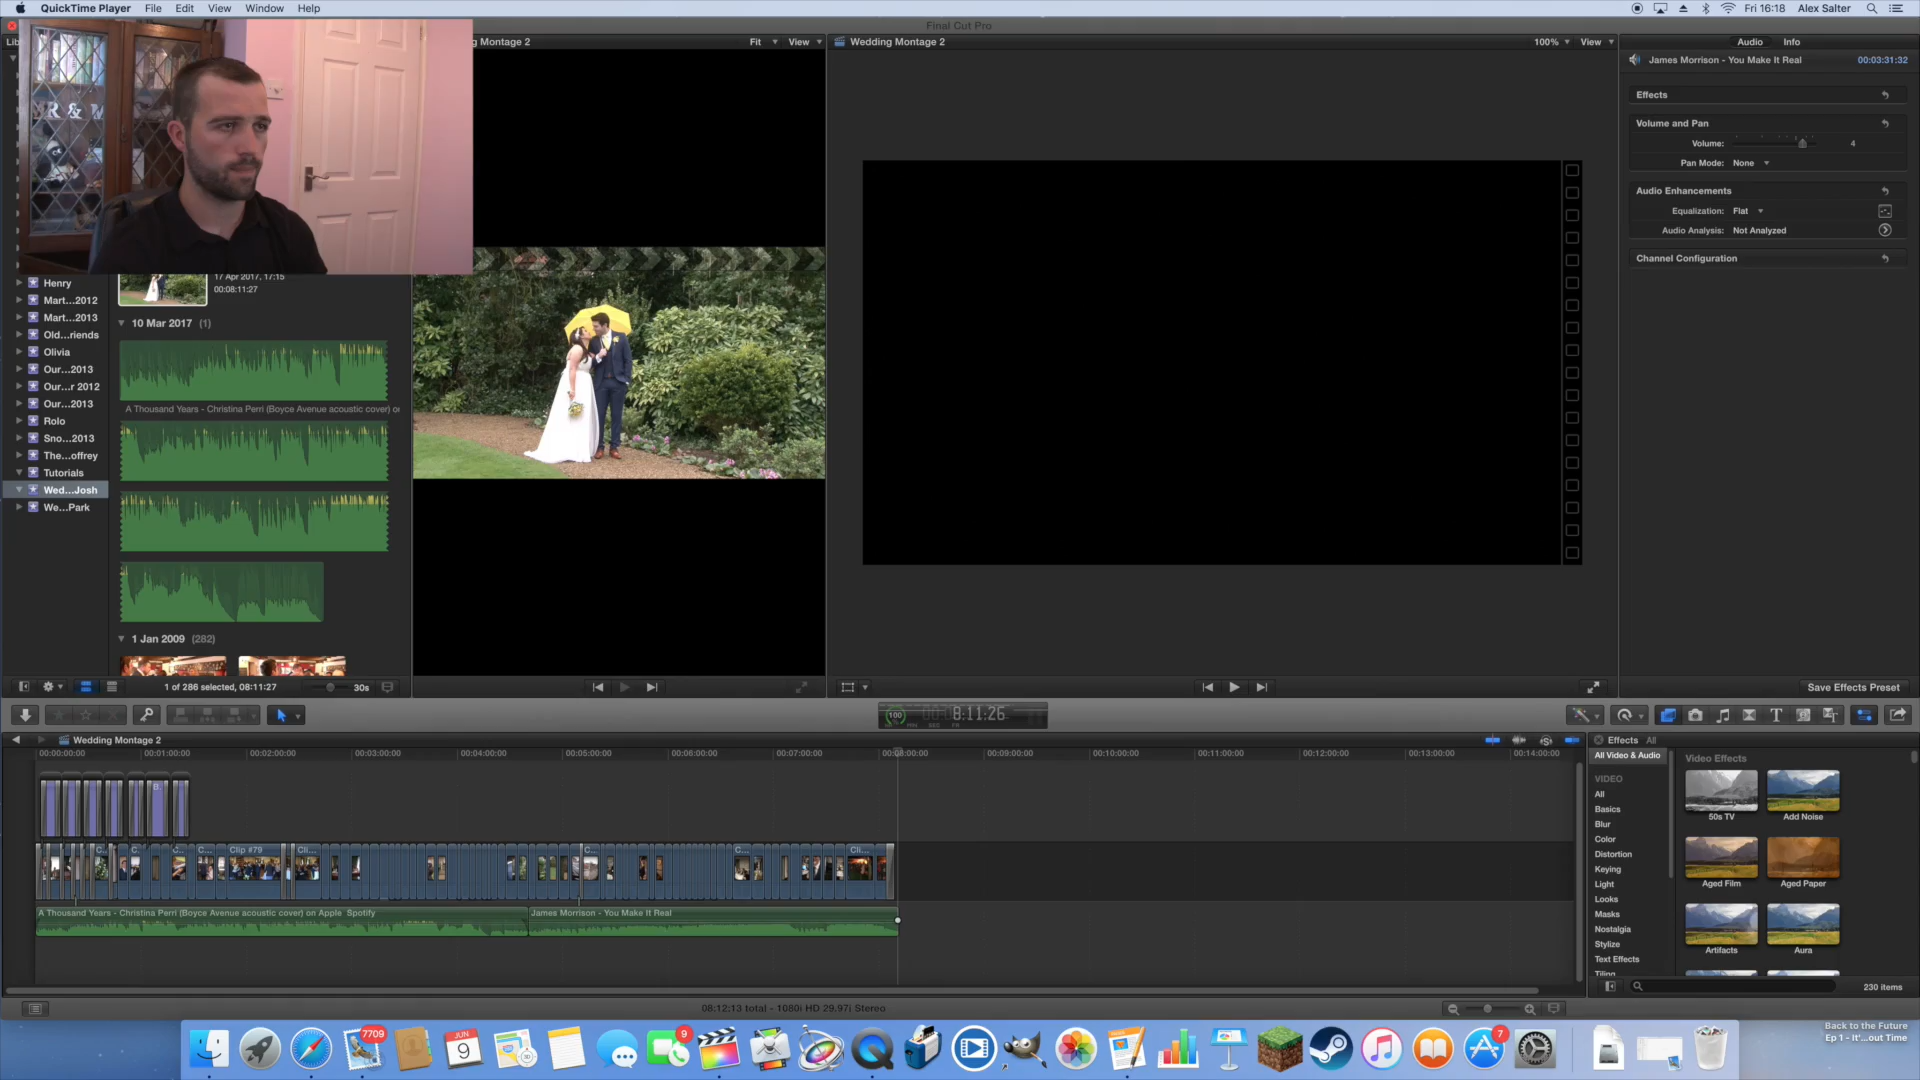 QuickTime Player File Edit View Window Help
Fri 16:18 Alex Salter
Final Cut Pro
Lib
g Montage 2 Fit View
Wedding Montage 2 100% View
Audio Info
James Morrison - You Make It Real 00:03:31:32
Effects
Volume and Pan
Volume: 4
Pan Mode: None
Audio Enhancements
Equalization: Flat
Audio Analysis: Not Analyzed
Channel Configuration
Henry
Mart...2012
Mart...2013
Old...riends
Olivia
Our...2013
Our...r 2012
Our...2013
Rolo
Sno...2013
The...offrey
Tutorials
Wed...Josh
We...Park
17 Apr 2017, 17:15
00:08:11:27
10 Mar 2017 (1)
A Thousand Years - Christina Perri (Boyce Avenue acoustic cover) o
1 Jan 2009 (282)
1 of 286 selected, 08:11:27 30s
Save Effects Preset
100 8:11:26
Wedding Montage 2
00:00:00:00 00:01:00:00 00:02:00:00 00:03:00:00 00:04:00:00 00:05:00:00 00:06:00:00 00:07:00:00 00:08:00:00 00:09:00:00 00:10:00:00 00:11:00:00 00:12:00:00 00:13:00:00 00:14:00:00
B
C... C... C... C... Clip #79 Cli... C... C... Cli...
A Thousand Years - Christina Perri (Boyce Avenue acoustic cover) on Apple Spotify
James Morrison - You Make It Real
08:12:13 total - 1080i HD 29.97i Stereo
Effects All
All Video & Audio
VIDEO
All
Basics
Blur
Color
Distortion
Keying
Light
Looks
Masks
Nostalgia
Stylize
Text Effects
Tiling
Video Effects
50s TV Add Noise
Aged Film Aged Paper
Artifacts Aura
230 items
7709
JUN
9
9
7
Back to the Future
Ep 1 - It'...out Time